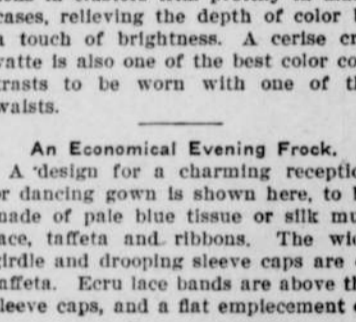 cases, relieving the depth of color
a touch of brightness. A cerise
vatte is also one of the best color
trasts to be worn with one of
waists.
An Economical Evening Frock.
A design for a charming
or dancing gown is shown here, to
made of pale blue tissue or silk
lace, taffeta and ribbons. The
girdle and drooping sleeve caps are
taffeta. Ecru lace bands are above
sleeve caps, and a flat emplecement